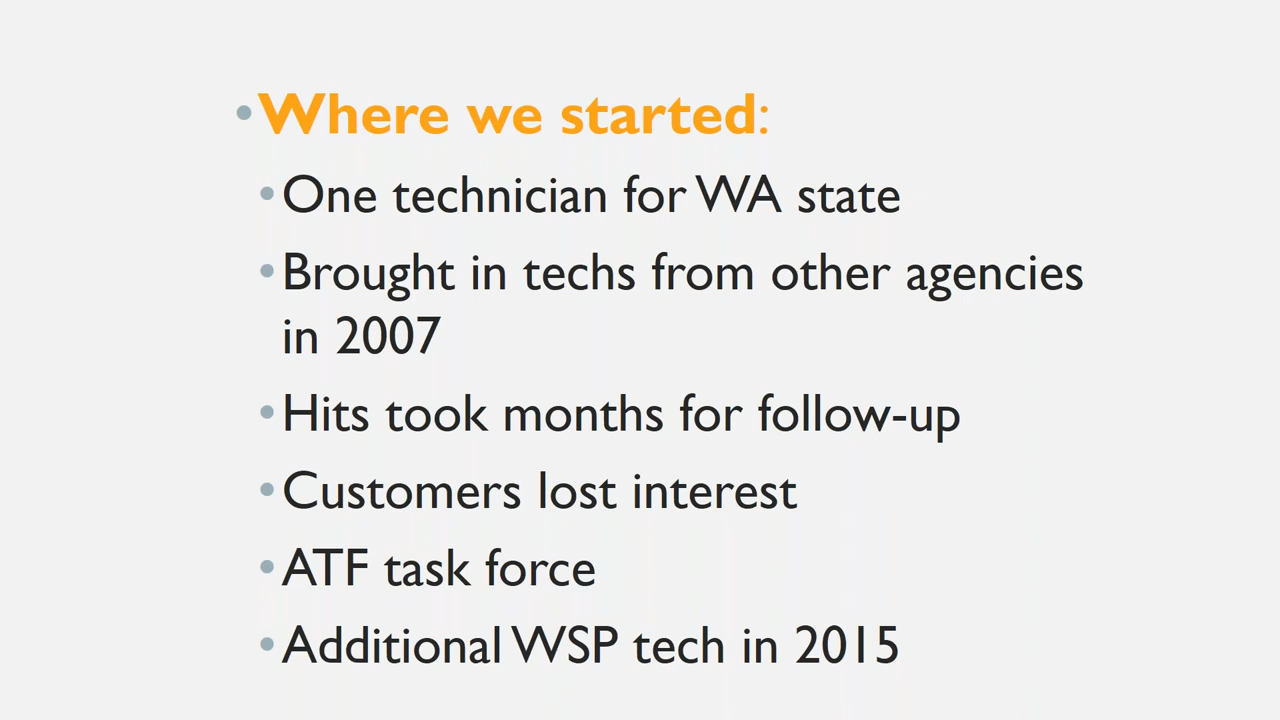 • Where we started:
• One technician for WA state
• Brought in techs from other agencies
in 2007
• Hits took months for follow-up
• Customers lost interest
• ATF task force
• Additional WSP tech in 2015